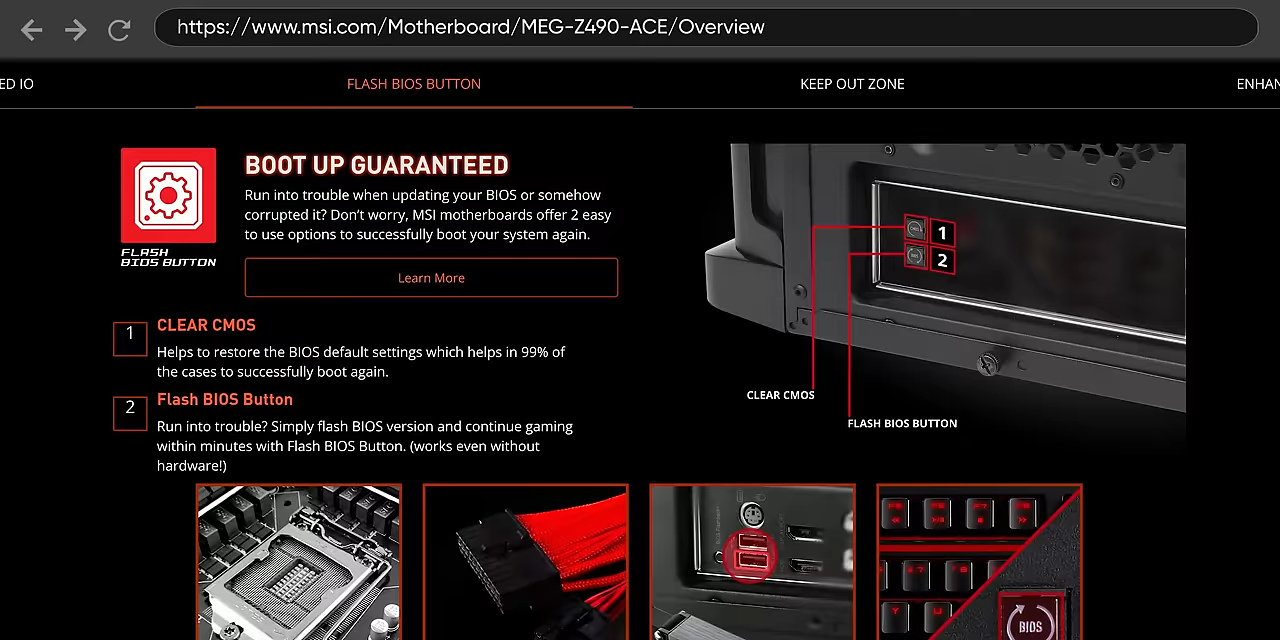 https://www.msi.com/Motherboard/MEG-Z490-ACE/Overview
ED IO
FLASH BIOS BUTTON
KEEP OUT ZONE
ENHAN
BOOT UP GUARANTEED
Run into trouble when updating your BIOS or somehow
corrupted it? Don’t worry, MSI motherboards offer 2 easy
to use options to successfully boot your system again.
FLASH
BIOS BUTTON
Learn More
1
CLEAR CMOS
Helps to restore the BIOS default settings which helps in 99% of
the cases to successfully boot again.
2
Flash BIOS Button
Run into trouble? Simply flash BIOS version and continue gaming
within minutes with Flash BIOS Button. (works even without
hardware!)
1
2
CLEAR CMOS
FLASH BIOS BUTTON
BIOS